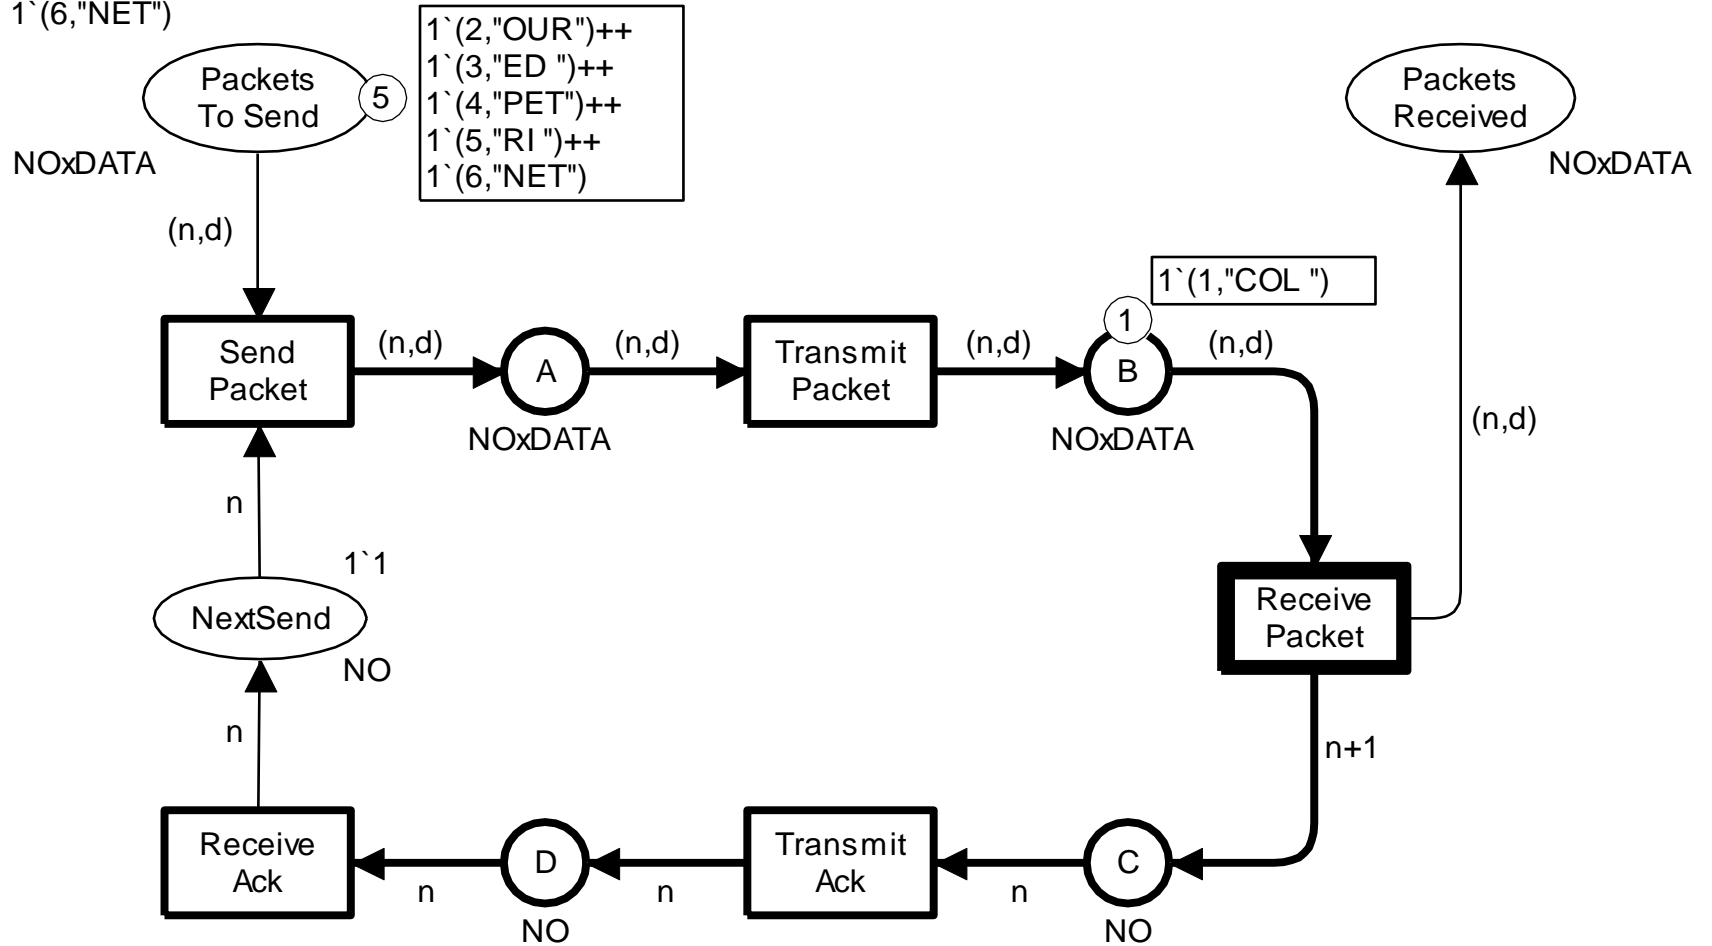 1`(6,"NET")
1`(2,"OUR")++
1`(3,"ED ")++
1`(4,"PET")++
1`(5,"RI ")++
1`(6,"NET")
Packets
To Send
5
NOxDATA
Packets
Received
NOxDATA
(n,d)
1`(1,"COL ")
1
Send
Packet
(n,d)
A
NOxDATA
(n,d)
Transmit
Packet
(n,d)
B
NOxDATA
(n,d)
(n,d)
n
1`1
NextSend
NO
Receive
Packet
n
n+1
Receive
Ack
n
D
NO
n
Transmit
Ack
n
C
NO